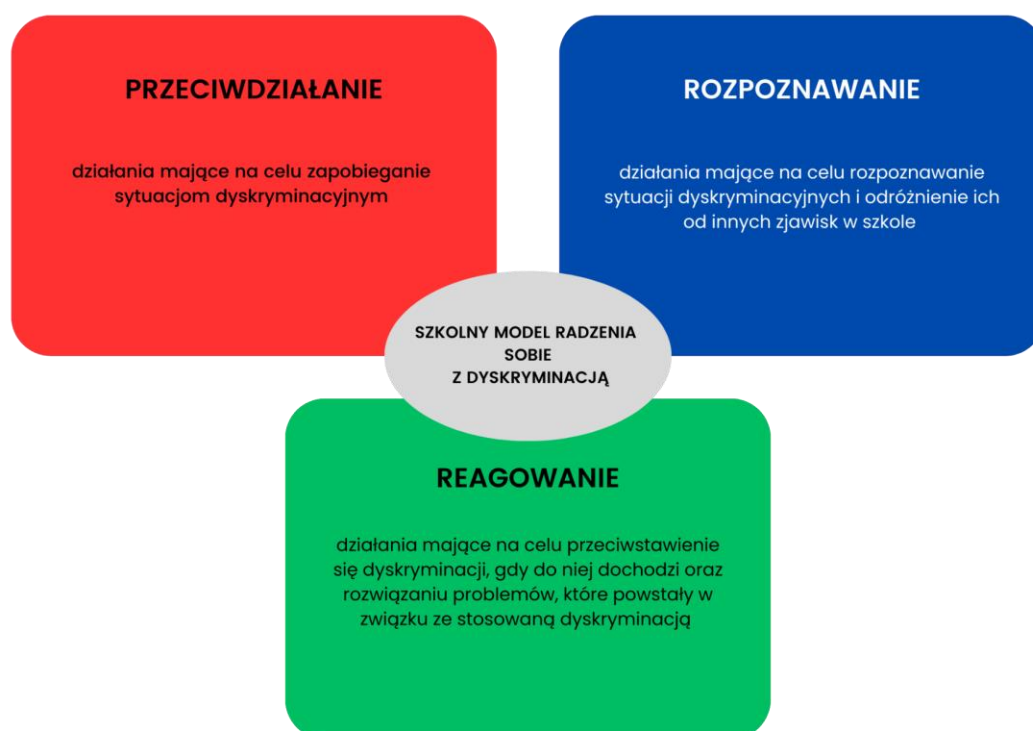 PRZECIWDZIAŁANIE
działania mające na celu zapobieganie
sytuacjom dyskryminacyjnym
ROZPOZNAWANIE
działania mające na celu rozpoznawanie
sytuacji dyskryminacyjnych i odróżnienie ich
od innych zjawisk w szkole
SZKOLNY MODEL RADZENIA
SOBIE
Z DYSKRYMINACJĄ
REAGOWANIE
działania mające na celu przeciwstawienie
się dyskryminacji, gdy do niej dochodzi oraz
rozwiązaniu problemów, które powstały w
związku ze stosowaną dyskryminacją